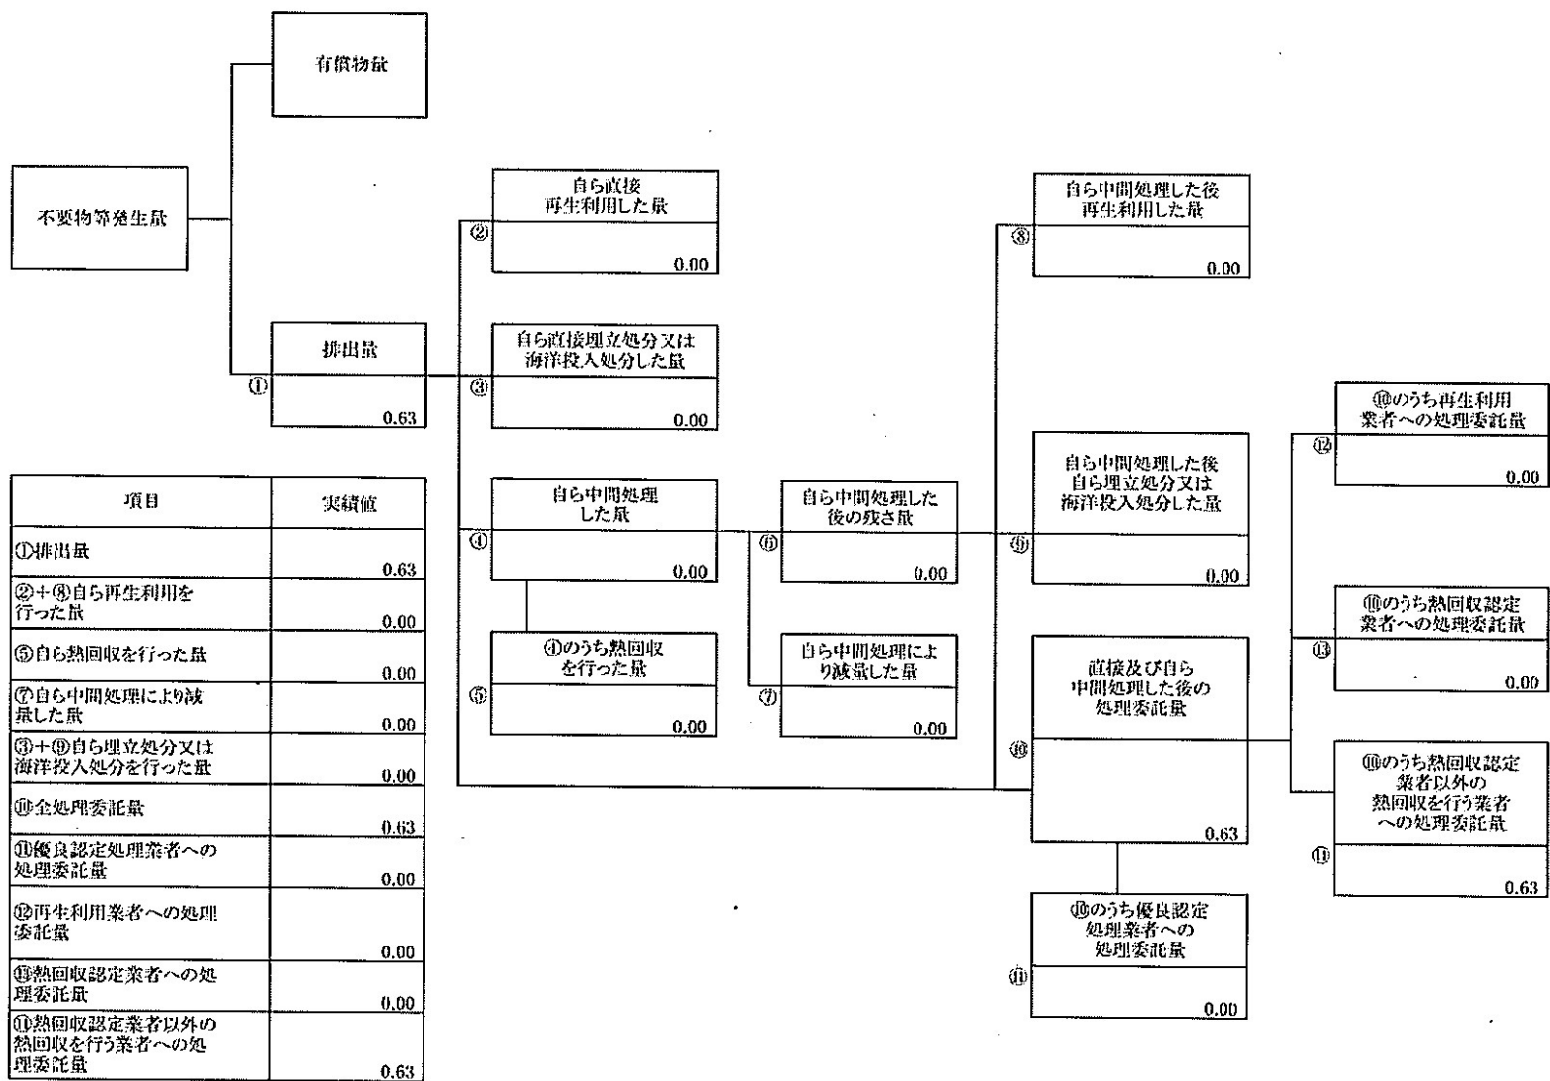 有償物量
不要物等発生量
排出量
①
0.63
自ら直接
再生利用した量
②
0.00
自ら直接埋立処分又は
海洋投入処分した量
③
0.00
自ら中間処理
した量
④
0.00
④のうち熱回収
を行った量
⑤
0.00
自ら中間処理した
後の残さ量
⑥
0.00
自ら中間処理によ
り減量した量
⑦
0.00
自ら中間処理した後
再生利用した量
⑧
0.00
自ら中間処理した後
自ら埋立処分又は
海洋投入処分した量
⑨
0.00
直接及び自ら
中間処理した後の
処理委託量
⑩
0.63
⑩のうち優良認定
処理業者への
処理委託量
⑪
0.00
⑩のうち再生利用
業者への処理委託量
⑫
0.00
⑩のうち熱回収認定
業者への処理委託量
⑬
0.00
⑩のうち熱回収認定
業者以外の
熱回収を行う業者
への処理委託量
⑭
0.63
項目 実績値
①排出量
0.63
②+⑧自ら再生利用を
行った量
0.00
⑤自ら熱回収を行った量
0.00
⑦自ら中間処理により減
量した量
0.00
③+⑨自ら埋立処分又は
海洋投入処分を行った量
0.00
⑩全処理委託量
0.63
⑪優良認定処理業者への
処理委託量
0.00
⑫再生利用業者への処理
委託量
0.00
⑬熱回収認定業者への処
理委託量
0.00
⑭熱回収認定業者以外の
熱回収を行う業者への処
理委託量
0.63